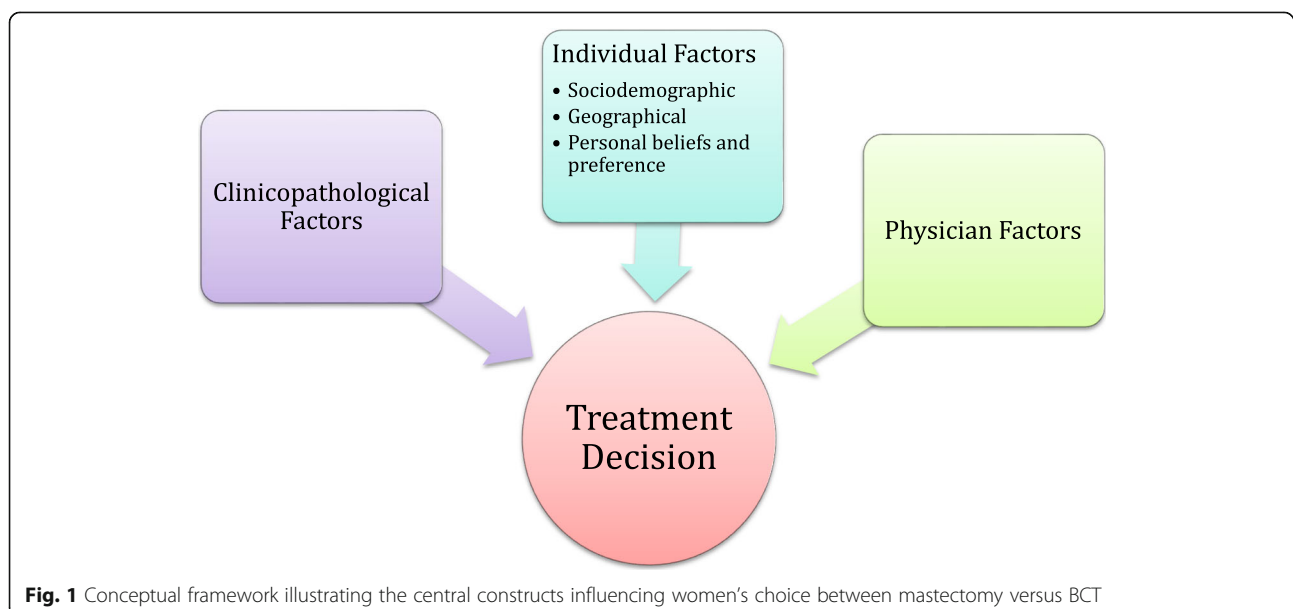 Individual Factors
• Sociodemographic
• Geographical
• Personal beliefs and
preference
Clinicopathological
Factors
Physician Factors
Treatment
Decision
Fig. 1 Conceptual framework illustrating the central constructs influencing women’s choice between mastectomy versus BCT